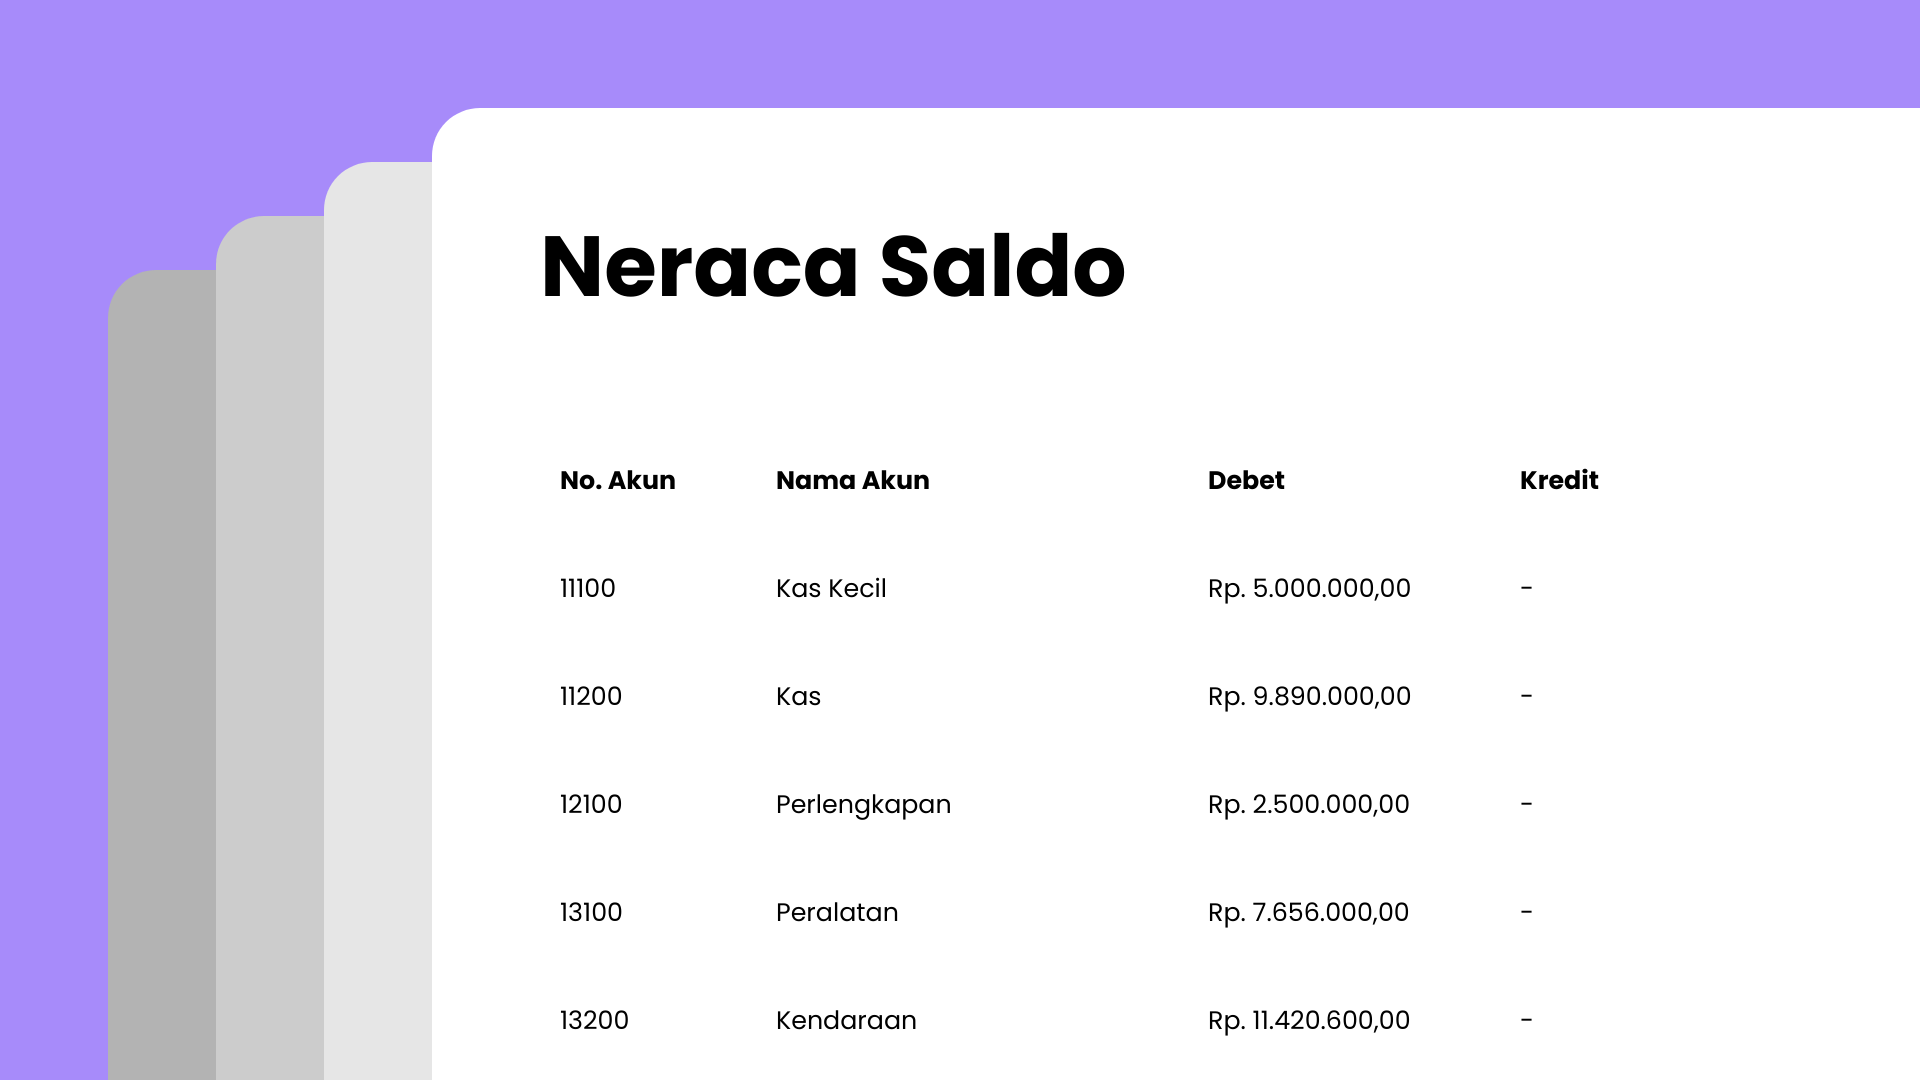 Neraca Saldo
No. Akun Nama Akun Debet Kredit
11100 Kas Kecil Rp. 5.000.000,00 -
11200 Kas Rp. 9.890.000,00 -
12100 Perlengkapan Rp. 2.500.000,00 -
13100 Peralatan Rp. 7.656.000,00 -
13200 Kendaraan Rp. 11.420.600,00 -